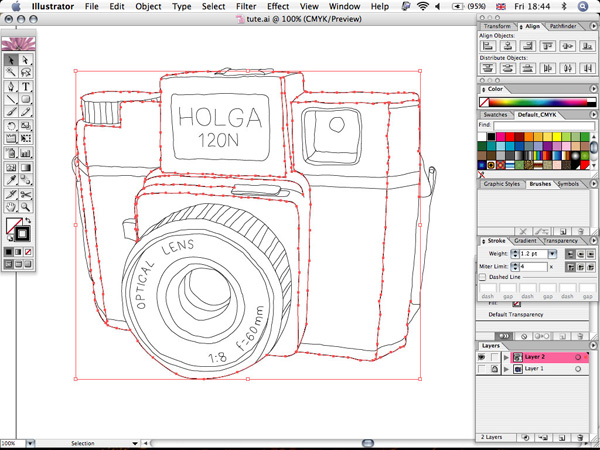 Illustrator File Edit Object Type Select Filter Effect View Window Help (95%) Fri 18:44
tute.ai @ 100% (CMYK/Preview)
Transform Align Pathfinder
Align Objects:
Distribute Objects:
Color
Swatches Default_CMYK
Find:
Graphic Styles Brushes Symbols
Stroke Gradient Transparency
Weight: 1.2 pt
Miter Limit: 4 x
Dashed Line
dash gap dash gap dash gap
Fill:
Default Transparency
Layers
Layer 2
Layer 1
2 Layers
HOLGA
120N
OPTICAL LENS
1:8 f=60mm
100% Selection